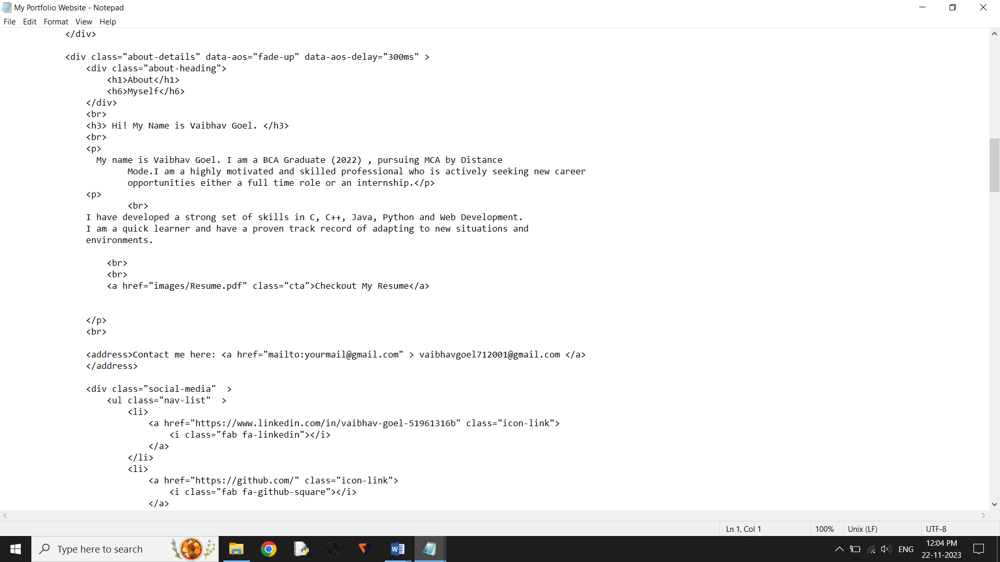 My Portfolio Website - Notepad
File Edit Format View Help
</div>
<div class="about-details" data-aos="fade-up" data-aos-delay="300ms" >
<div class="about-heading">
<h1>About</h1>
<h6>Myself</h6>
</div>
<br>
<h3> Hi! My Name is Vaibhav Goel. </h3>
<br>
<p>
My name is Vaibhav Goel. I am a BCA Graduate (2022) , pursuing MCA by Distance
Mode.I am a highly motivated and skilled professional who is actively seeking new career
opportunities either a full time role or an internship.</p>
<p>
<br>
I have developed a strong set of skills in C, C++, Java, Python and Web Development.
I am a quick learner and have a proven track record of adapting to new situations and
environments.
<br>
<br>
<a href="images/Resume.pdf" class="cta">Checkout My Resume</a>
</p>
<br>
<address>Contact me here: <a href="mailto:yourmail@gmail.com" > vaibhavgoel712001@gmail.com </a>
</address>
<div class="social-media"  >
<ul class="nav-list"  >
<li>
<a href="https://www.linkedin.com/in/vaibhav-goel-51961316b" class="icon-link">
<i class="fab fa-linkedin"></i>
</a>
</li>
<li>
<a href="https://github.com/" class="icon-link">
<i class="fab fa-github-square"></i>
</a>
Ln 1, Col 1 100% Unix (LF) UTF-8
Type here to search
ENG
12:04 PM
22-11-2023